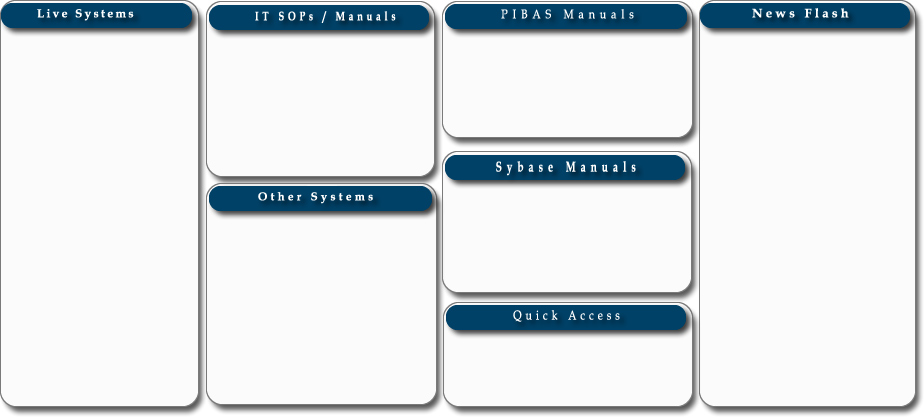 Live Systems
IT SOPs / Manuals
Other Systems
PIBAS Manuals
Sybase Manuals
Quick Access
News Flash